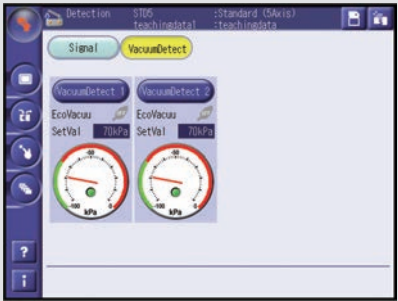 Detection STD5 :Standard (5Axis)
teachingdata1 :teachingdata
Signal VacuumDetect
VacuumDetect 1 VacuumDetect 2
EcoVacuu EcoVacuu
SetVal 70kPa SetVal 70kPa
-50 -50
-100 -0 -100 -0
kPa kPa
?
i